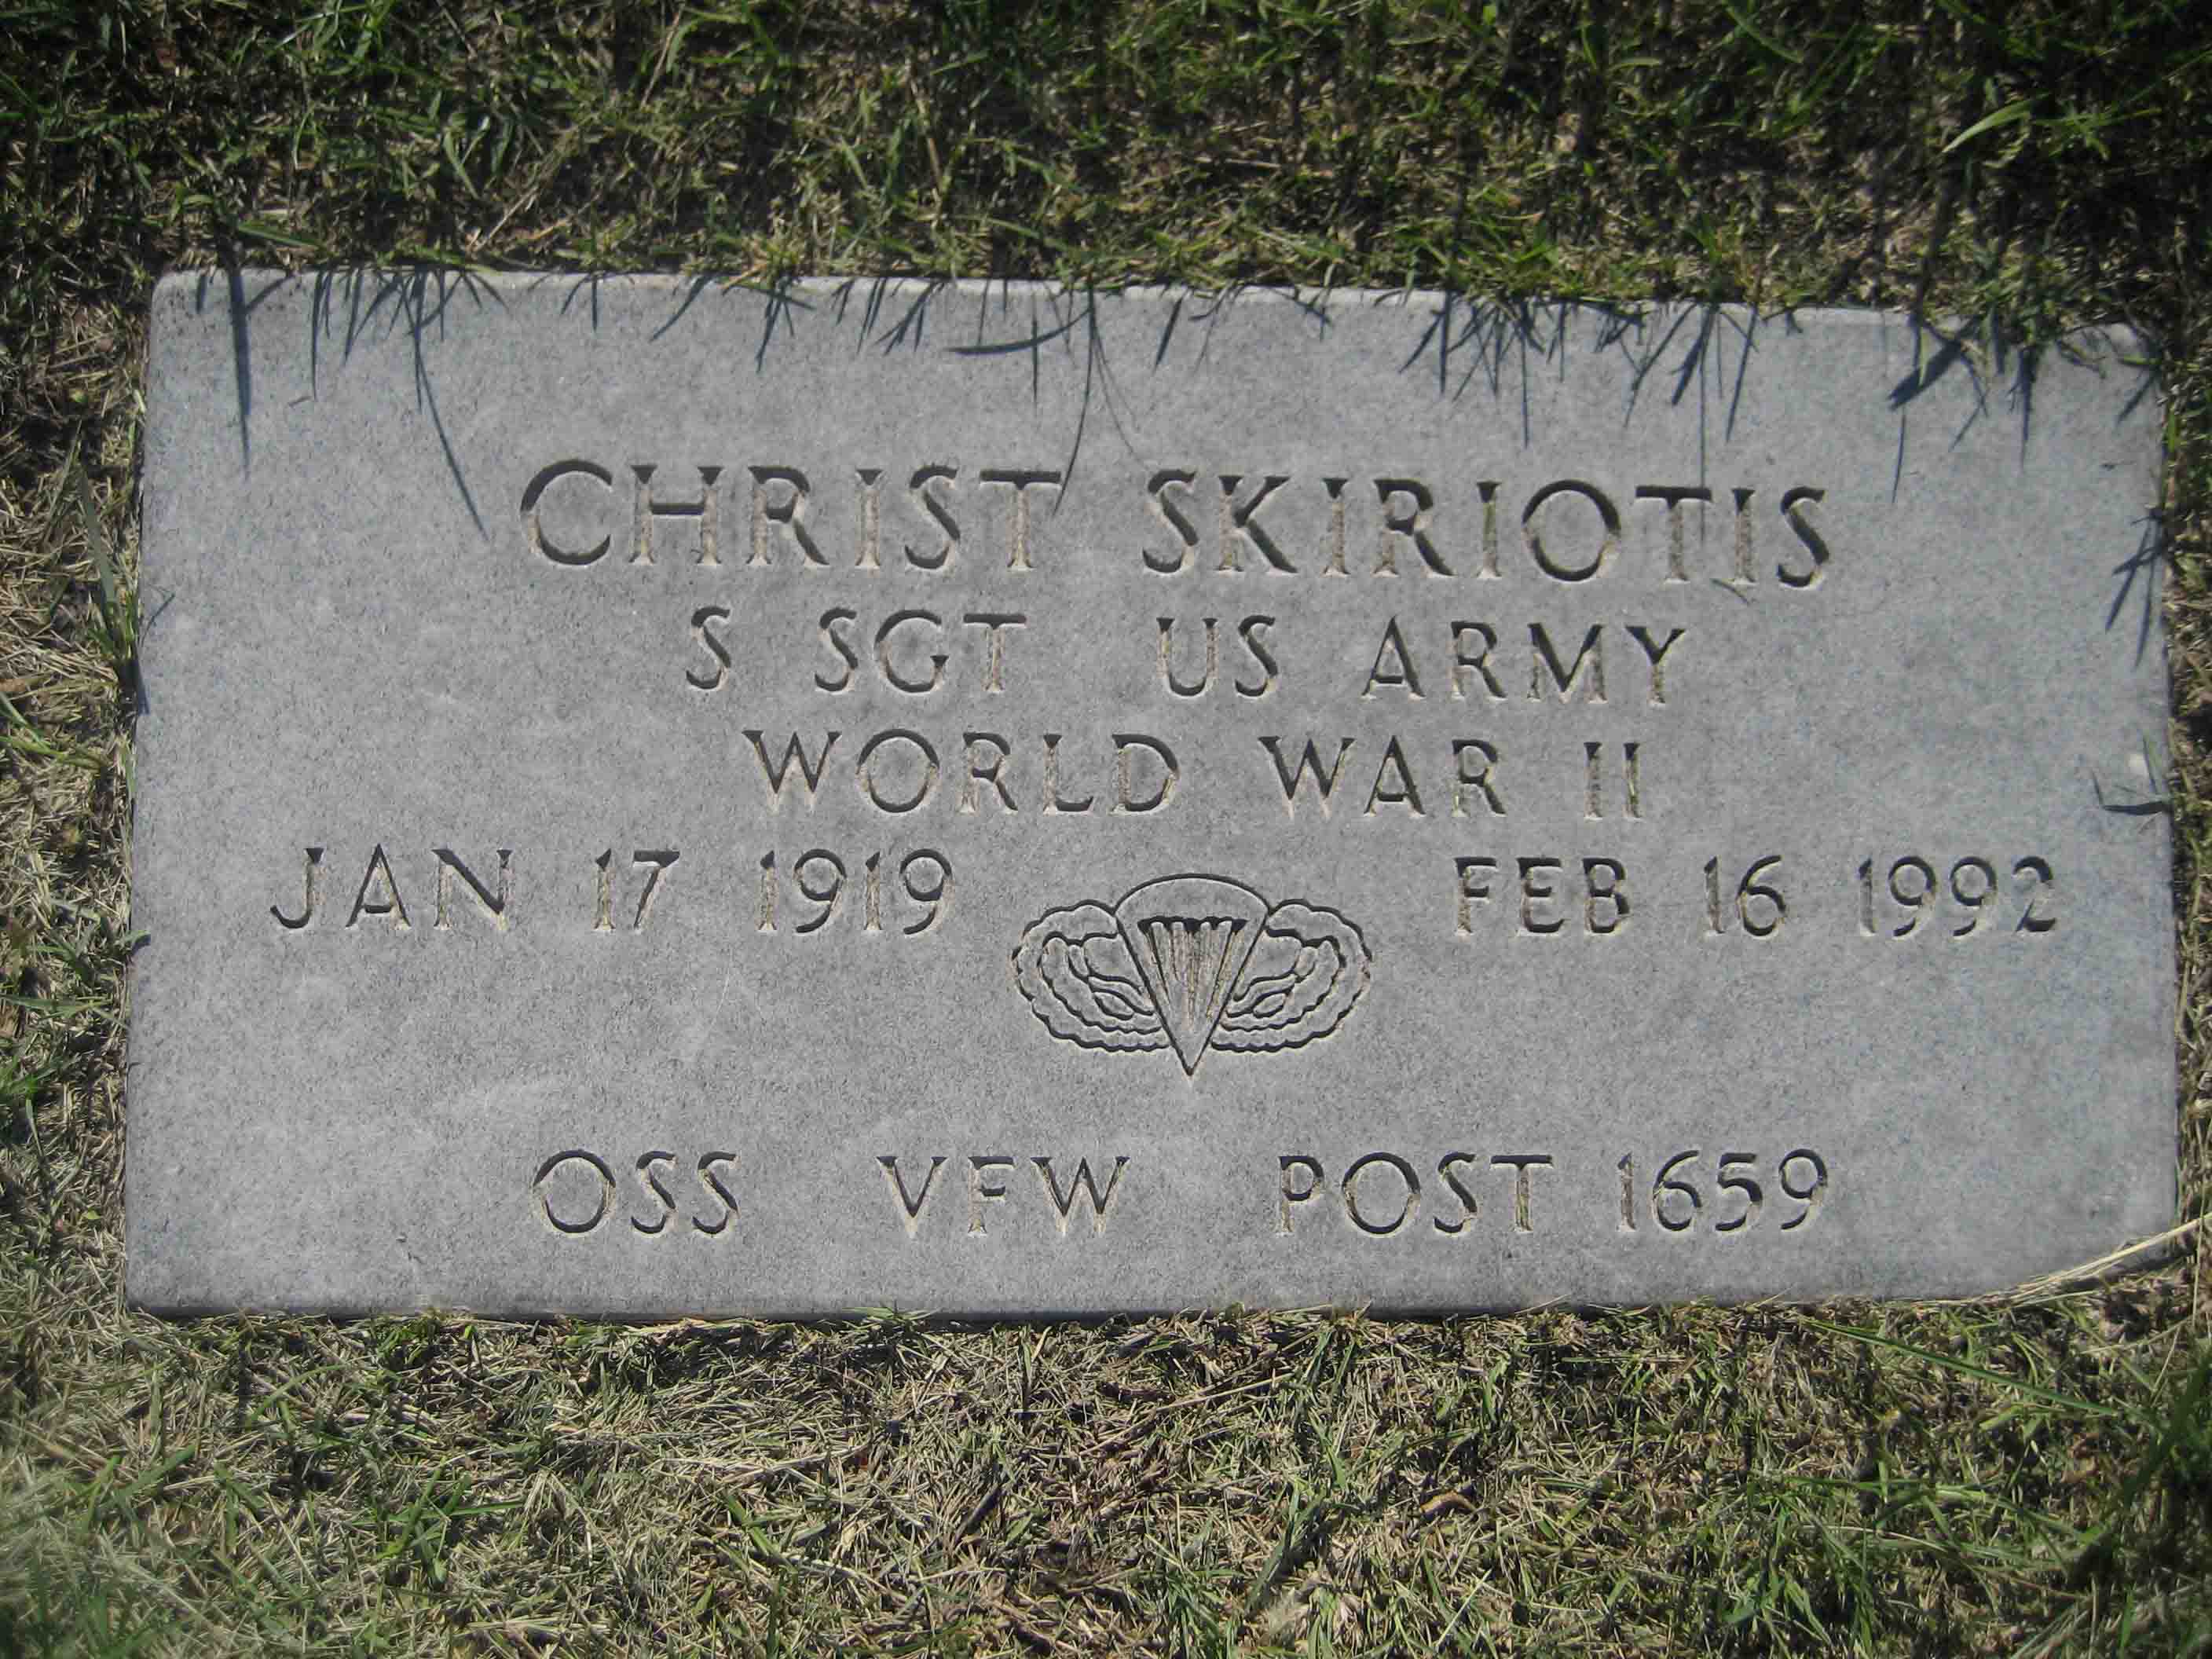 CHRIST SKIRIOTIS
S SGT US ARMY
WORLD WAR II
JAN 17 1919 FEB 16 1992
OSS VFW POST 1659